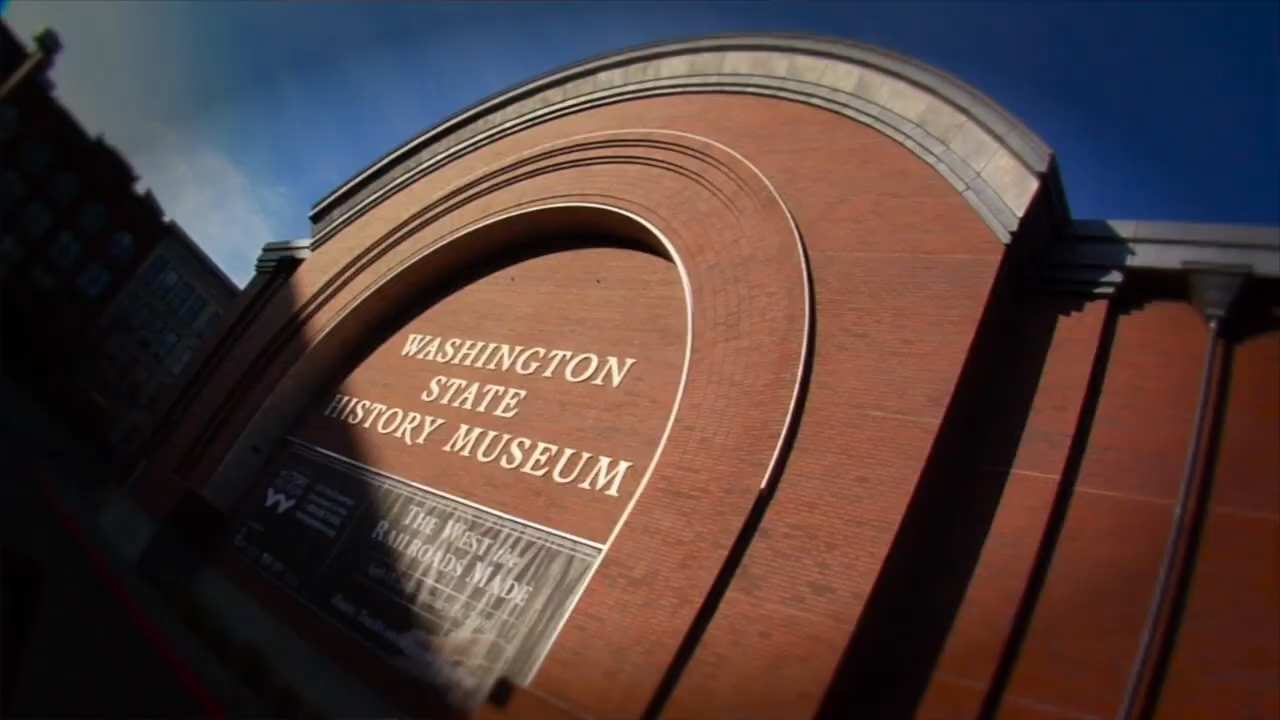 WASHINGTON
STATE
HISTORY MUSEUM
THE WEST the
RAILROADS MADE